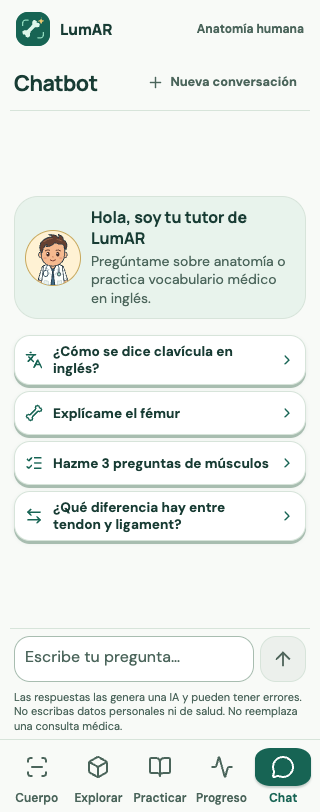 LumAR
Anatomía humana
Chatbot
Nueva conversación
Hola, soy tu tutor de
LumAR
Pregúntame sobre anatomía o
practica vocabulario médico
en inglés.
¿Cómo se dice clavícula en
inglés?
Explícame el fémur
Hazme 3 preguntas de músculos
¿Qué diferencia hay entre
tendon y ligament?
Escribe tu pregunta...
Las respuestas las genera una IA y pueden tener errores.
No escribas datos personales ni de salud. No reemplaza
una consulta médica.
Cuerpo
Explorar
Practicar
Progreso
Chat